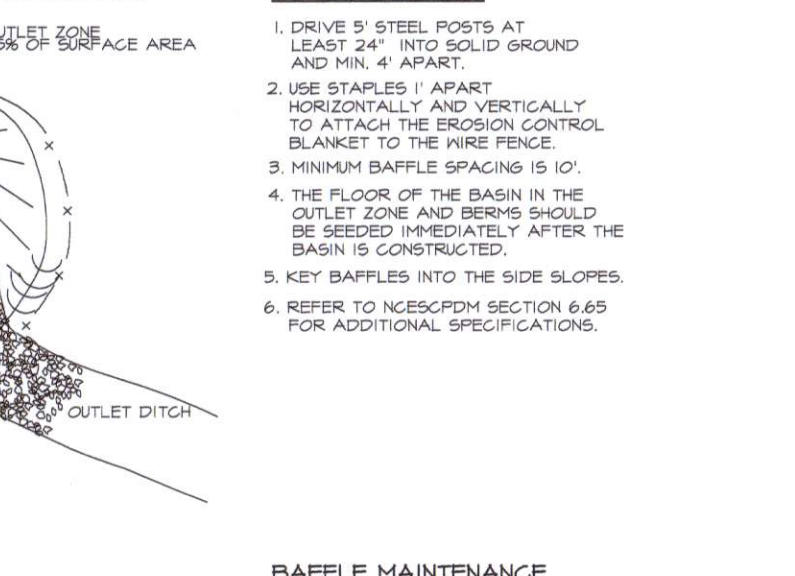 OUTLET ZONE
5% OF SURFACE AREA
1. DRIVE 5' STEEL POSTS AT
LEAST 24" INTO SOLID GROUND
AND MIN. 4' APART.
2. USE STAPLES 1' APART
HORIZONTALLY AND VERTICALLY
TO ATTACH THE EROSION CONTROL
BLANKET TO THE WIRE FENCE.
3. MINIMUM BAFFLE SPACING IS 10'.
4. THE FLOOR OF THE BASIN IN THE
OUTLET ZONE AND BERMS SHOULD
BE SEEDED IMMEDIATELY AFTER THE
BASIN IS CONSTRUCTED.
5. KEY BAFFLES INTO THE SIDE SLOPES.
6. REFER TO NCESCPDM SECTION 6.65
FOR ADDITIONAL SPECIFICATIONS.
OUTLET DITCH
BAFFLE MAINTENANCE